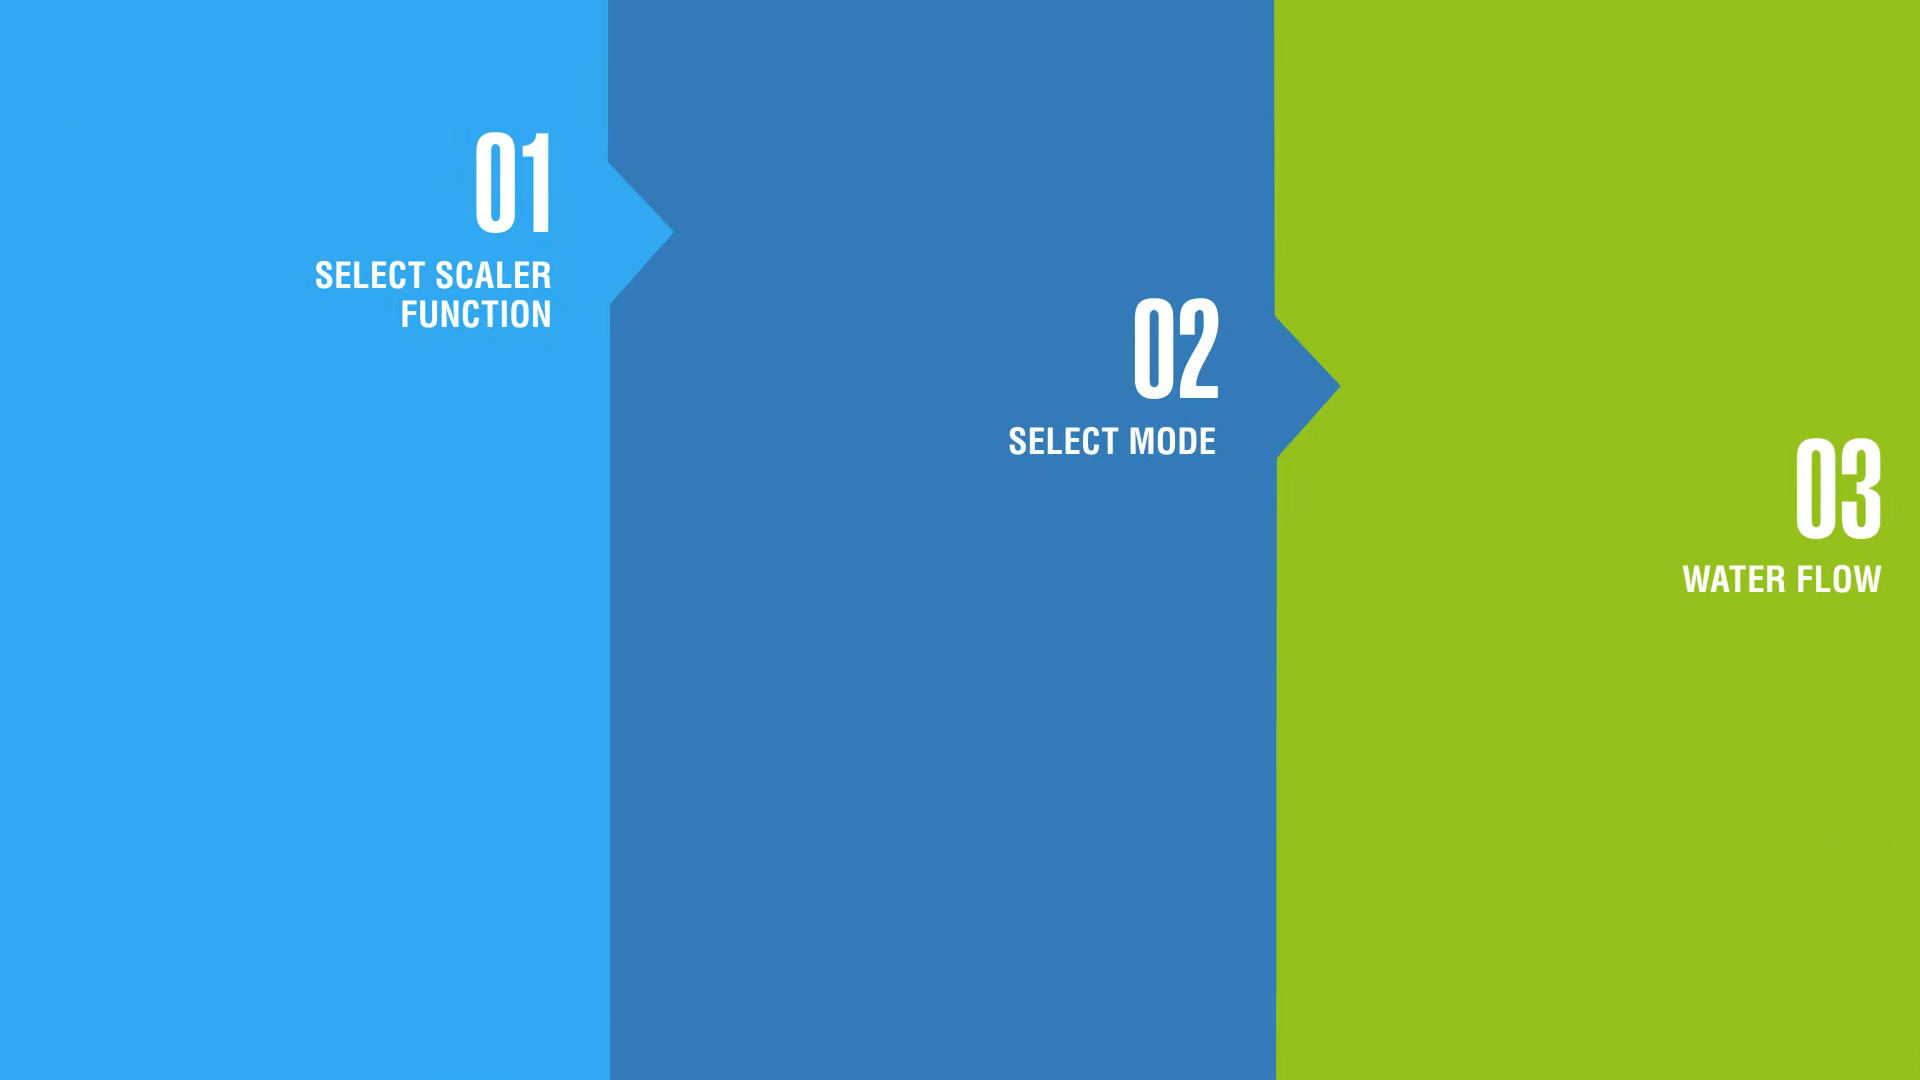 01
SELECT SCALER
FUNCTION
02
SELECT MODE
03
WATER FLOW